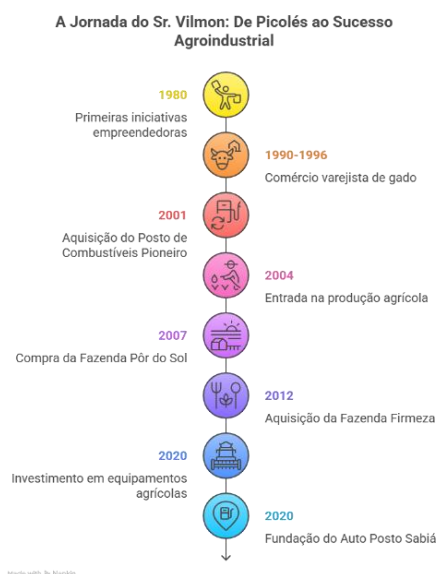 A Jornada do Sr. Vilmon: De Picolés ao Sucesso
Agroindustrial
1980
Primeiras iniciativas
empreendedoras
1990-1996
Comércio varejista de gado
2001
Aquisição do Posto de
Combustíveis Pioneiro
2004
Entrada na produção agrícola
2007
Compra da Fazenda Pôr do Sol
2012
Aquisição da Fazenda Firmeza
2020
Investimento em equipamentos
agrícolas
2020
Fundação do Auto Posto Sabiá